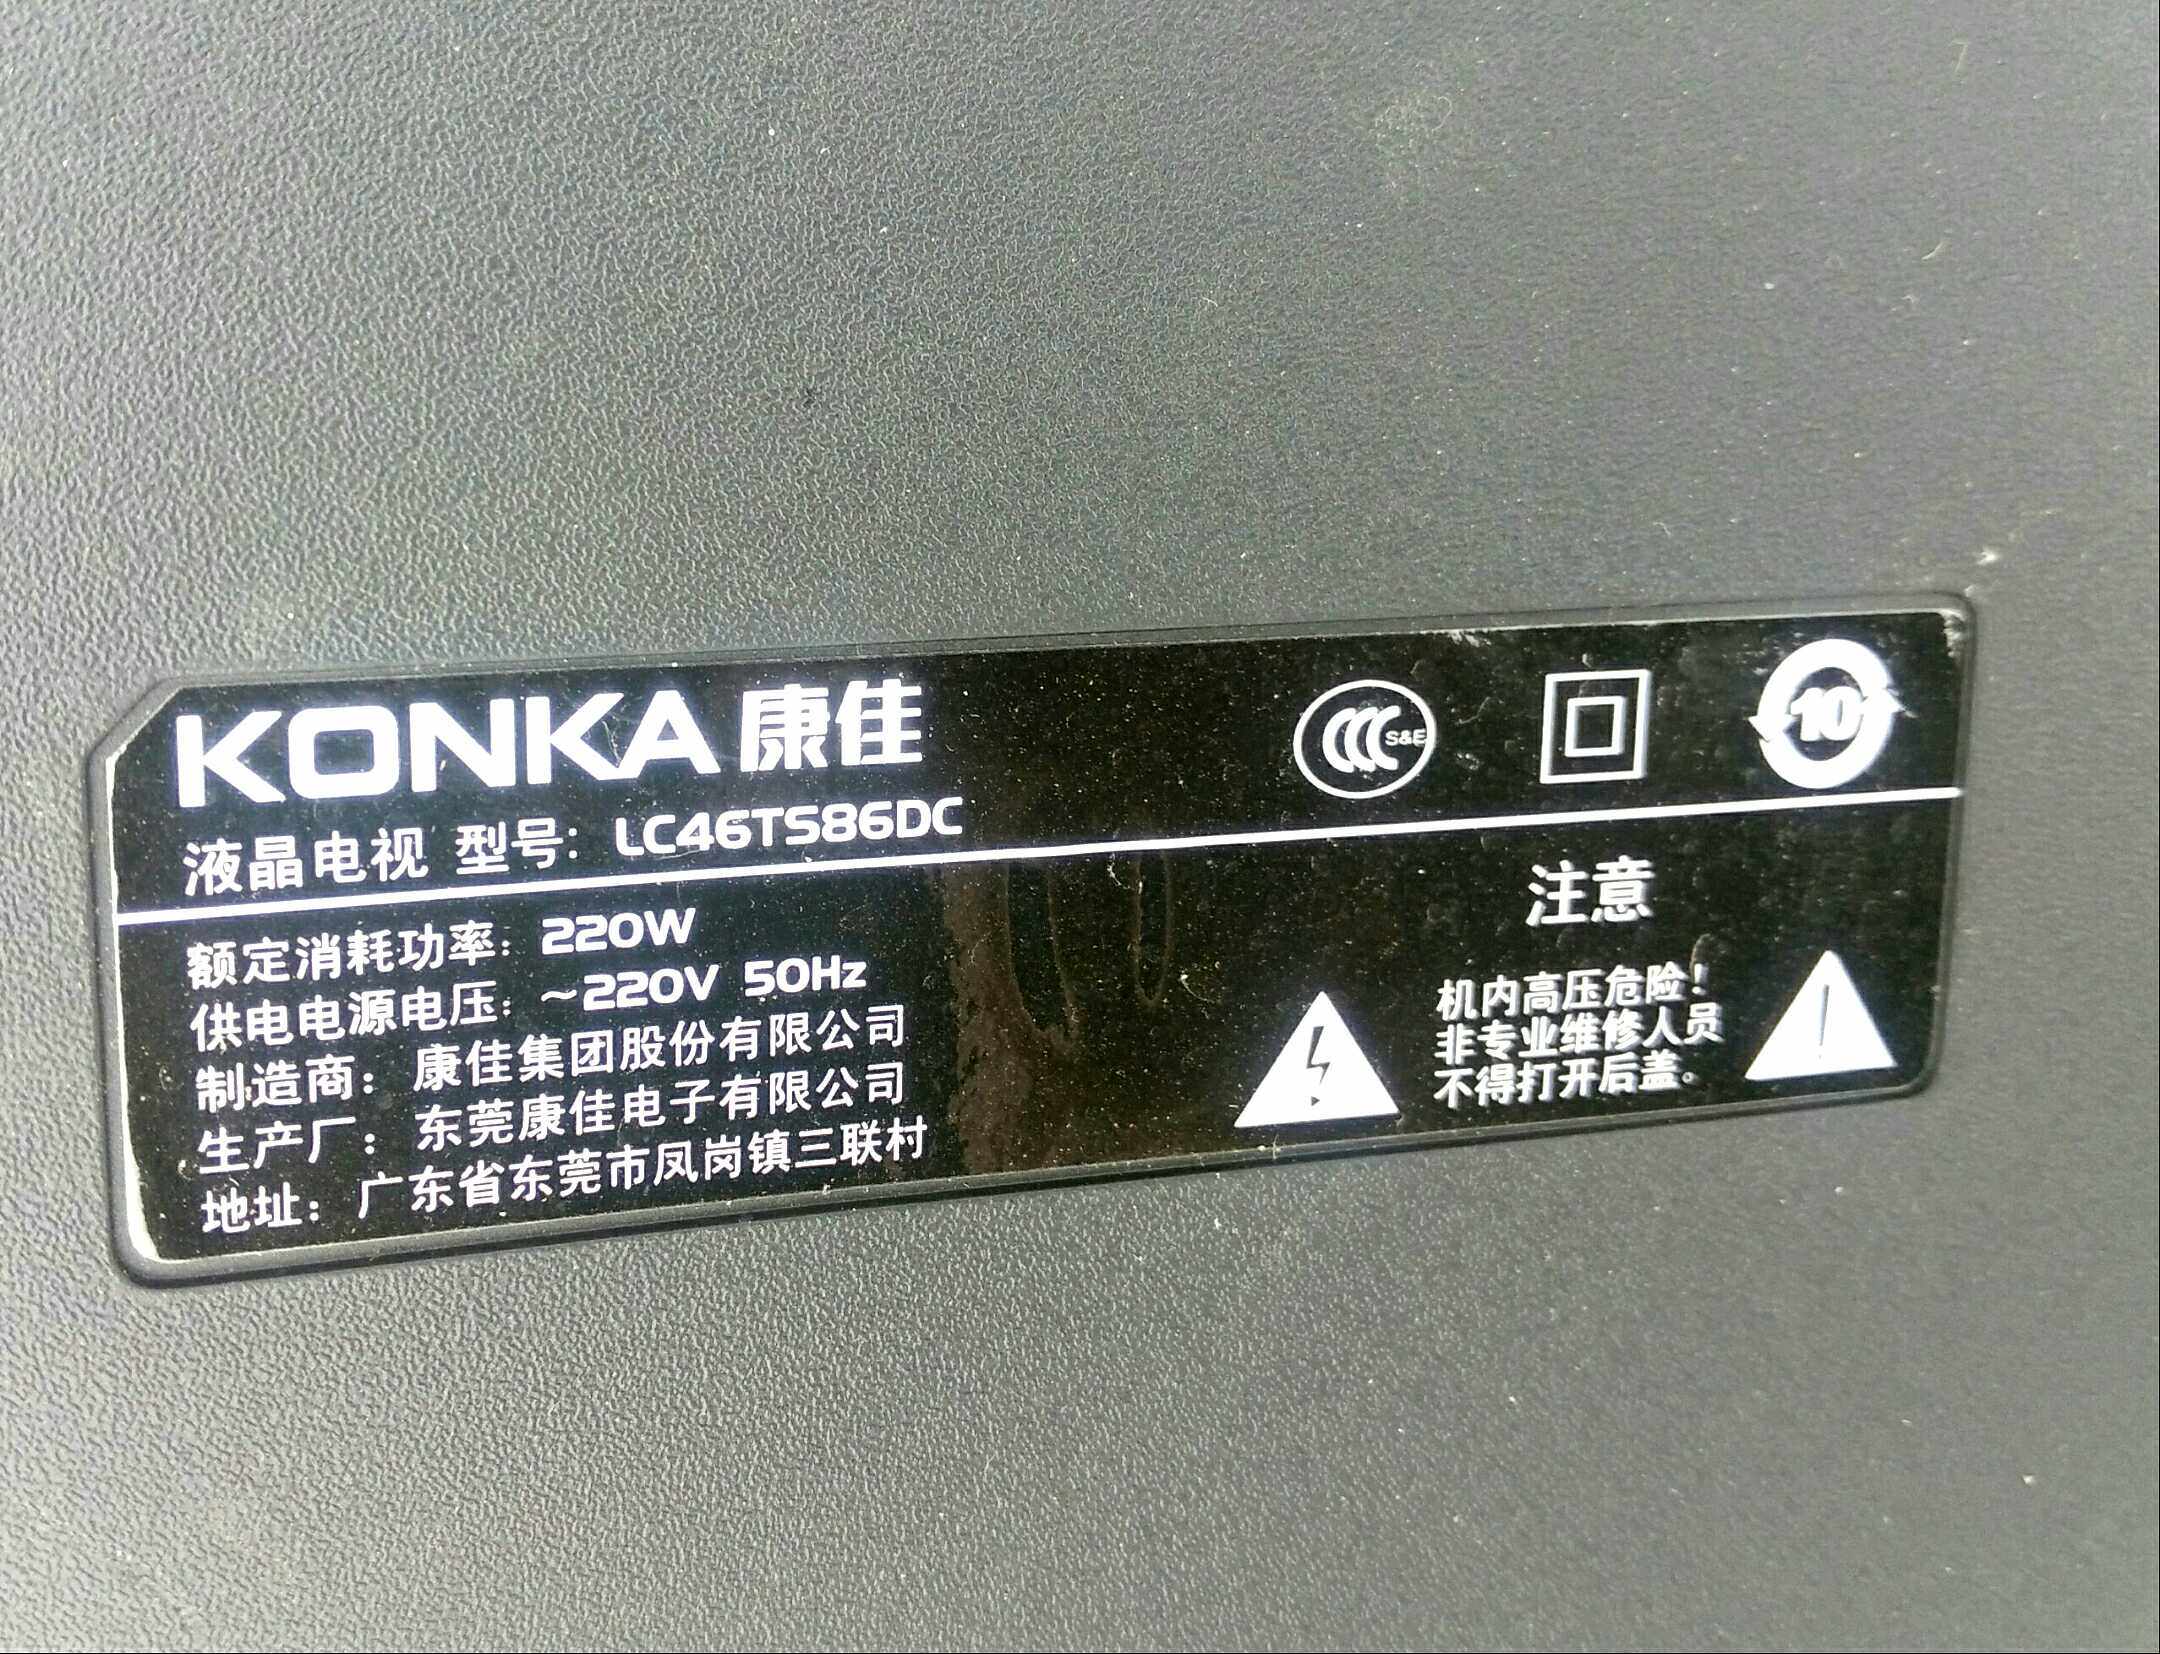 KONKA 康佳
液晶电视 型号: LC46TS86DC
CCC S&E
10
额定消耗功率: 220W
供电电源电压: ~220V 50Hz
制造商: 康佳集团股份有限公司
生产厂: 东莞康佳电子有限公司
地址: 广东省东莞市凤岗镇三联村
注意
机内高压危险!
非专业维修人员
不得打开后盖。